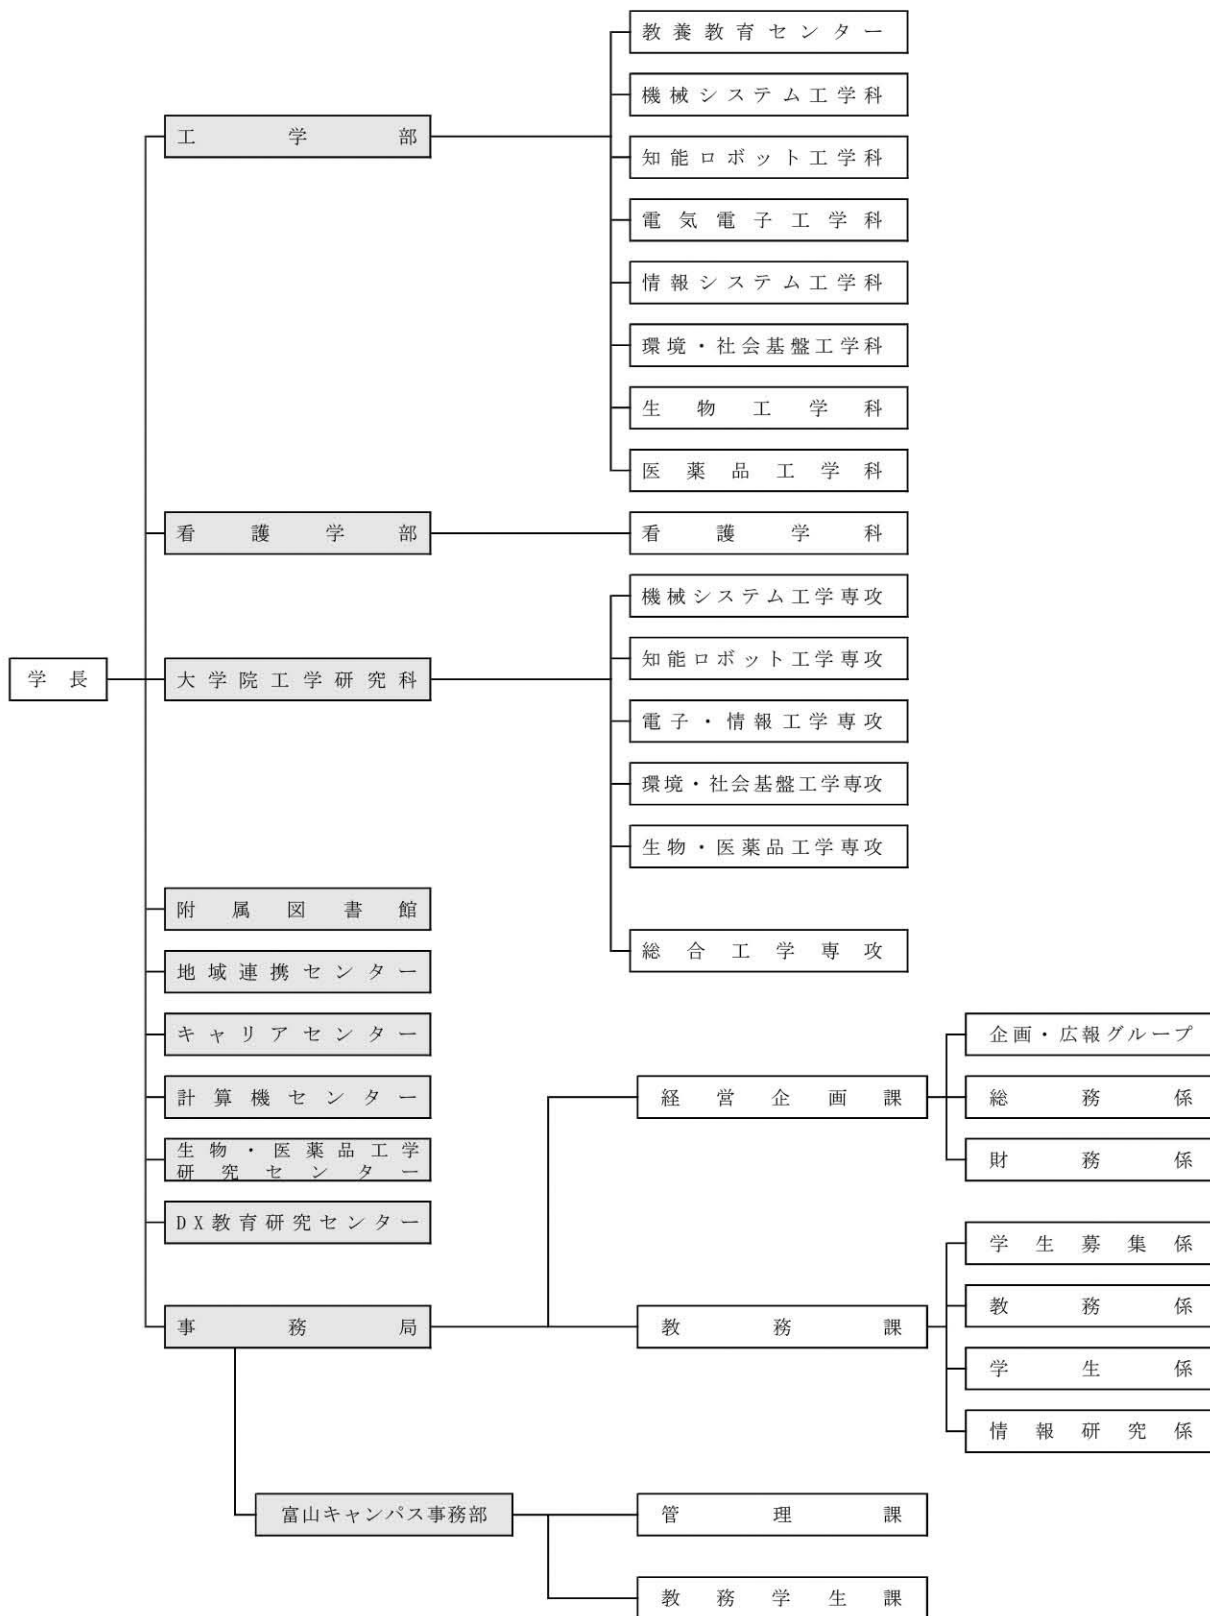 教養教育センター
機械システム工学科
工学部
知能ロボット工学科
電気電子工学科
情報システム工学科
環境・社会基盤工学科
生物工学科
医薬品工学科
看護学部
看護学科
機械システム工学専攻
知能ロボット工学専攻
学長
大学院工学研究科
電子・情報工学専攻
環境・社会基盤工学専攻
生物・医薬品工学専攻
総合工学専攻
附属図書館
地域連携センター
キャリアセンター
計算機センター
生物・医薬品工学
研究センター
DX教育研究センター
事務局
経営企画課
企画・広報グループ
総務係
財務係
教務課
学生募集係
教務係
学生係
情報研究係
富山キャンパス事務部
管理課
教務学生課